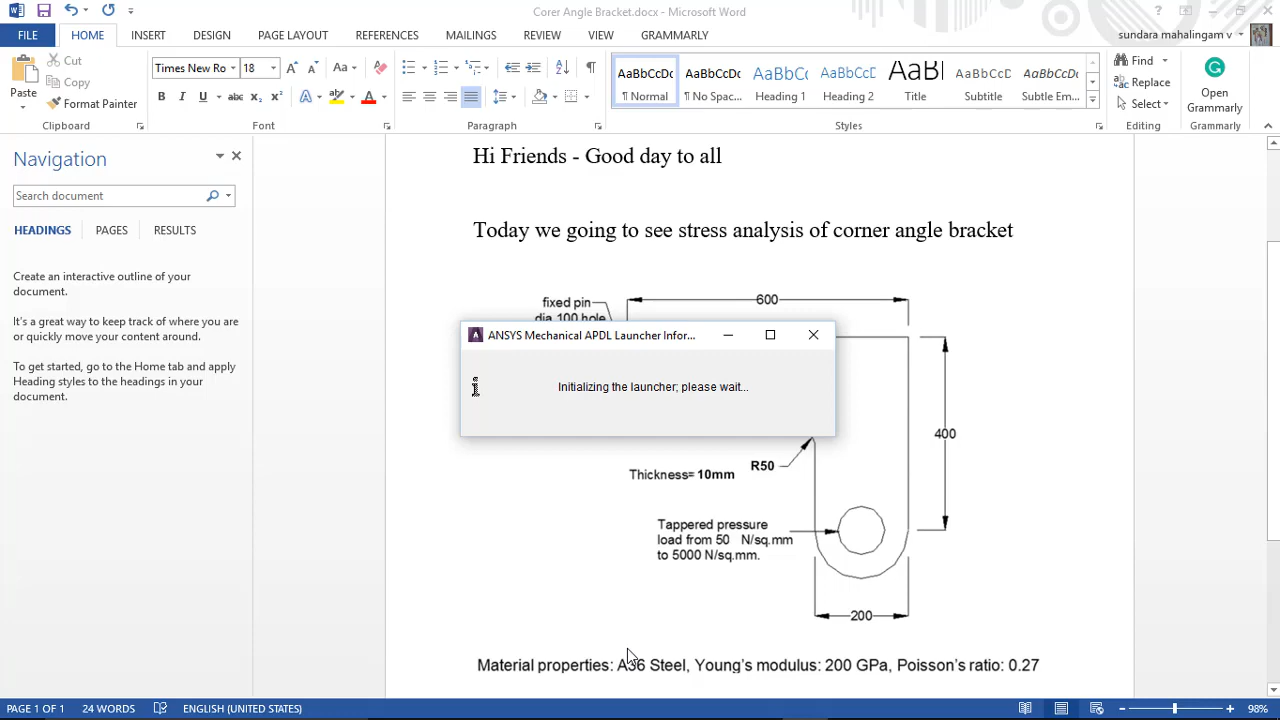 Corer Angle Bracket.docx - Microsoft Word
FILE HOME INSERT DESIGN PAGE LAYOUT REFERENCES MAILINGS REVIEW VIEW GRAMMARLY
sundara mahalingam v
Paste
Cut
Copy
Format Painter
Clipboard
Times New Ro 18
Font
Paragraph
AaBbCcDc AaBbCcDc AaBbCc AaBbCcC AaBI AaBbCcD AaBbCcDc
¶ Normal ¶ No Spac... Heading 1 Heading 2 Title Subtitle Subtle Em...
Styles
Find
Replace
Select
Editing
Open
Grammarly
Grammarly
Navigation
Search document
HEADINGS PAGES RESULTS
Create an interactive outline of your
document.
It's a great way to keep track of where you are
or quickly move your content around.
To get started, go to the Home tab and apply
Heading styles to the headings in your
document.
Hi Friends - Good day to all
Today we going to see stress analysis of corner angle bracket
fixed pin
dia 100 hole
600
ANSYS Mechanical APDL Launcher Infor...
Initializing the launcher; please wait...
400
R50
Thickness= 10mm
Tappered pressure
load from 50 N/sq.mm
to 5000 N/sq.mm.
200
Material properties: A36 Steel, Young's modulus: 200 GPa, Poisson's ratio: 0.27
PAGE 1 OF 1 24 WORDS ENGLISH (UNITED STATES) 98%